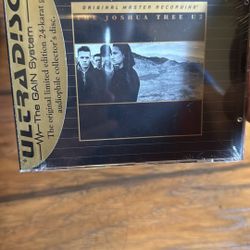 ORIGINAL MASTER RECORDING
THE JOSHUA TREE U2
ULTRADISC
The GAIN System
The original limited edition 24-karat
audiophile collector's disc